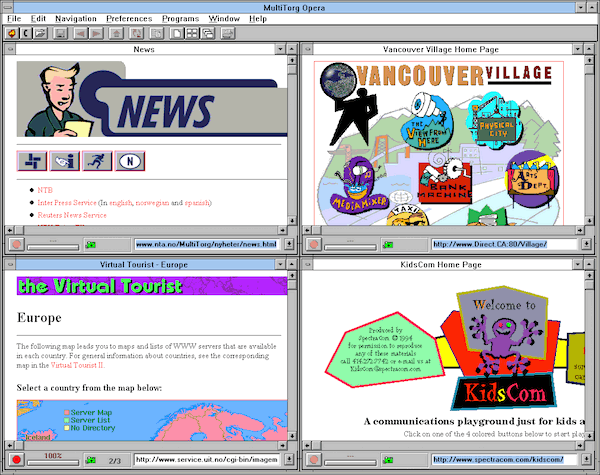 MultiTorg Opera
File Edit Navigation Preferences Programs Window Help
News
NEWS
N
NTB
Inter Press Service (In english, norwegian and spanish)
Reuters News Service
www.nta.no/MultiTorg/nyheter/news.html
Vancouver Village Home Page
VANCOUVER VILLAGE
THE VIEW FROM HERE
PHYSICAL CITY
MEDIAMIXER
BANK MACHINE
ARTS DEPT.
TAXI
http://www.Direct.CA:80/Village/
Virtual Tourist - Europe
the Virtual Tourist
Europe
The following map leads you to maps and lists of WWW servers that are available
in each country. For general information about countries, see the corresponding
map in the Virtual Tourist II.
Select a country from the map below:
Server Map
Server List
No Directory
Iceland
100%
2/3
http://www.service.uit.no/cgi-bin/imagem
KidsCom Home Page
Produced by
SpectraCom © 1994
for permission to reproduce
any of these materials
call 414.272.7742 or e-mail us at
KidsCom@spectracom.com
Welcome to
KidsCom
A communications playground just for kids a
Click on one of the 4 colored buttons below to start play
http://www.spectracom.com/kidscom/